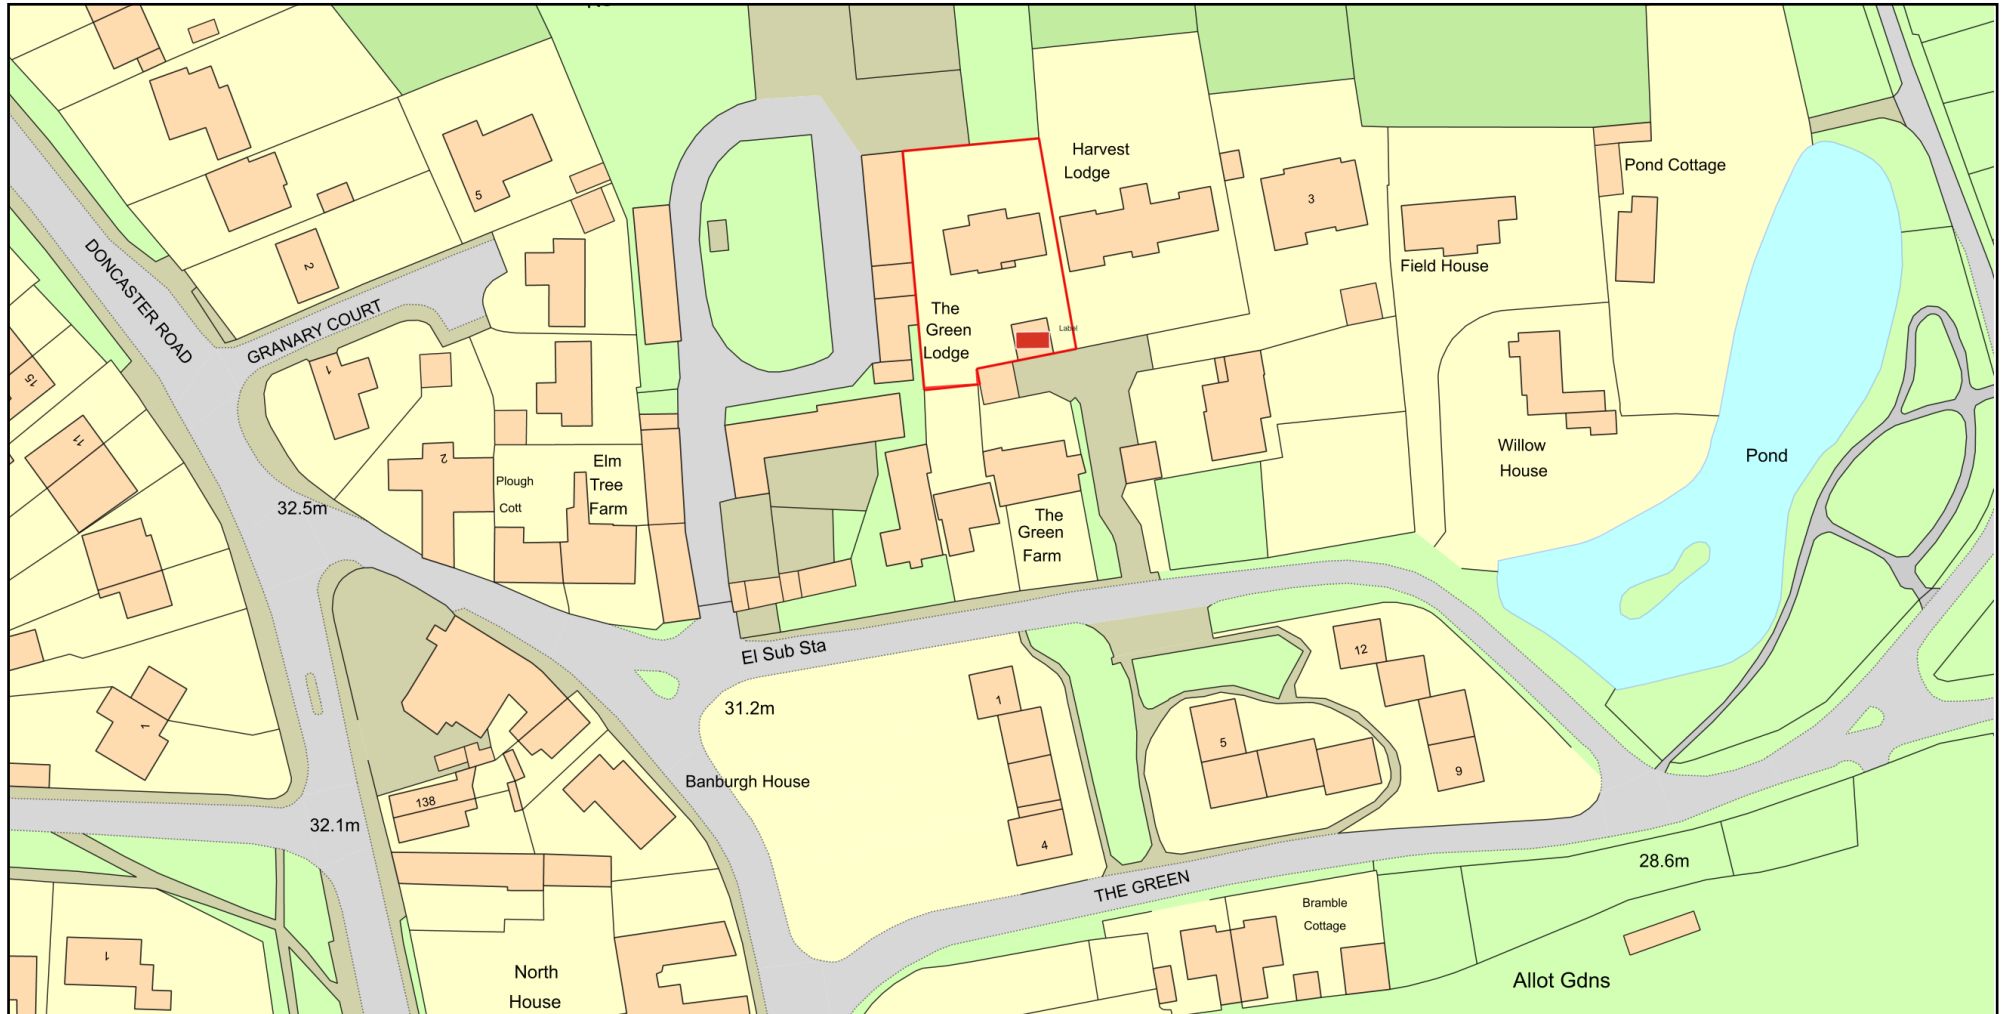 5
2
DONCASTER ROAD
GRANARY COURT
1
15
11
2
32.5m
Plough
Cott
Elm
Tree
Farm
Harvest
Lodge
3
Pond Cottage
Field House
The
Green
Lodge
Label
Willow
House
Pond
The
Green
Farm
El Sub Sta
31.2m
1
12
5
9
4
1
Banburgh House
138
32.1m
THE GREEN
28.6m
Bramble
Cottage
1
North
House
Allot Gdns